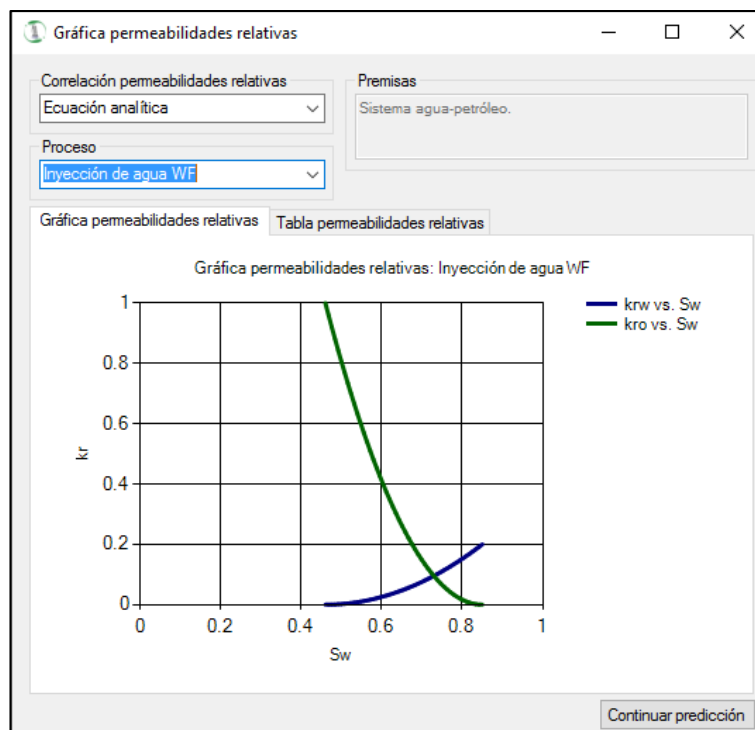 Gráfica permeabilidades relativas
Correlación permeabilidades relativas
Ecuación analítica
Premisas
Sistema agua-petróleo.
Proceso
Inyección de agua WF
Gráfica permeabilidades relativas
Tabla permeabilidades relativas
Gráfica permeabilidades relativas: Inyección de agua WF
krw vs. Sw
kro vs. Sw
1
0.8
0.6
0.4
0.2
0
kr
0 0.2 0.4 0.6 0.8 1
Sw
Continuar predicción